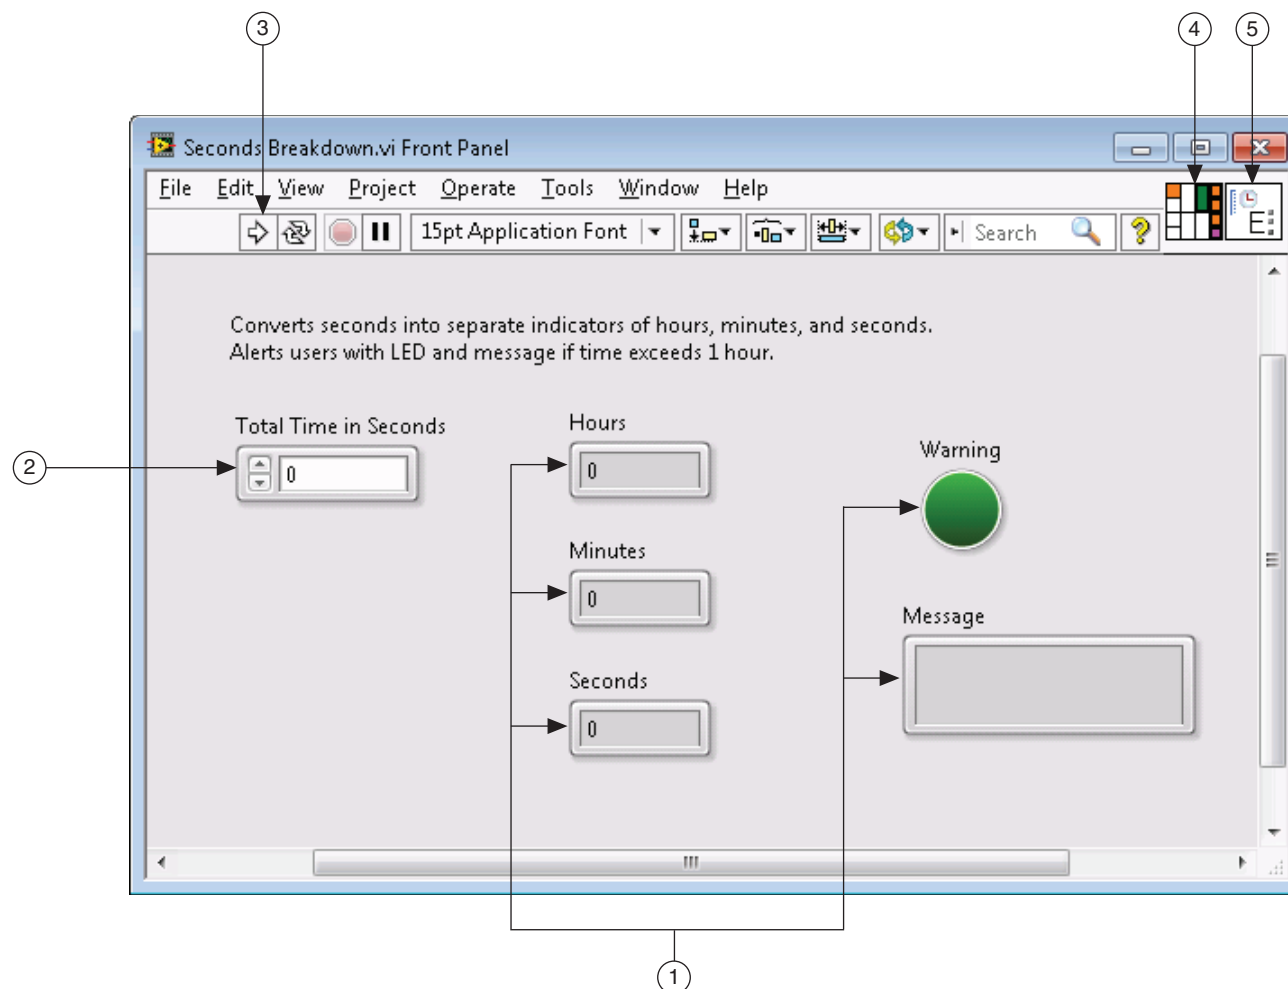 3
4
5
Seconds Breakdown.vi Front Panel
File Edit View Project Operate Tools Window Help
15pt Application Font
Search
?
E
Converts seconds into separate indicators of hours, minutes, and seconds.
Alerts users with LED and message if time exceeds 1 hour.
Total Time in Seconds
0
2
Hours
0
Warning
Minutes
0
Message
Seconds
0
1